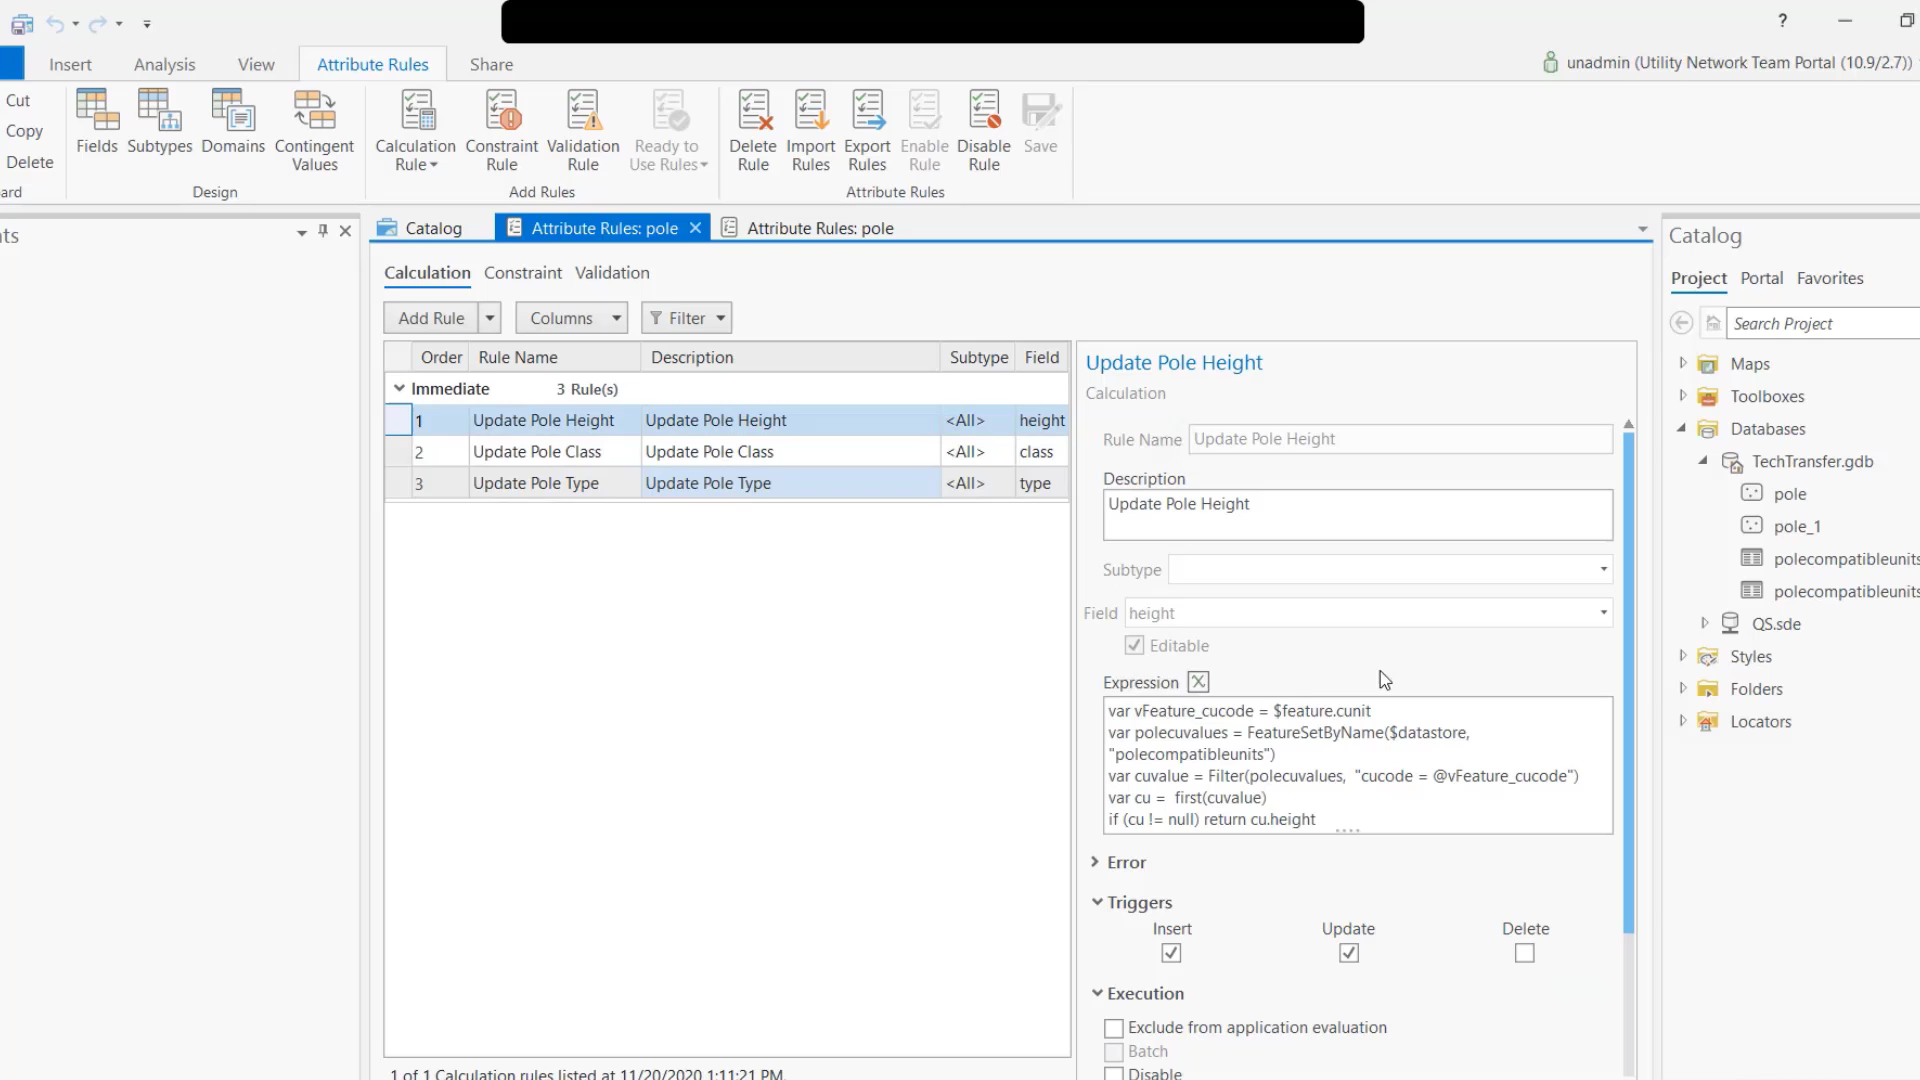 ?
Insert Analysis View Attribute Rules Share
unadmin (Utility Network Team Portal (10.9/2.7))
Cut
Copy
Delete
ard
Fields Subtypes Domains Contingent Values
Design
Calculation Rule Constraint Rule Validation Rule Ready to Use Rules
Add Rules
Delete Rule Import Rules Export Rules Enable Rule Disable Rule Save
Attribute Rules
nts
Catalog Attribute Rules: pole Attribute Rules: pole
Calculation Constraint Validation
Add Rule Columns Filter
Order Rule Name Description Subtype Field
Immediate 3 Rule(s)
1 Update Pole Height Update Pole Height <All> height
2 Update Pole Class Update Pole Class <All> class
3 Update Pole Type Update Pole Type <All> type
1 of 1 Calculation rules listed at 11/20/2020 1:11:21 PM.
Update Pole Height
Calculation
Rule Name Update Pole Height
Description
Update Pole Height
Subtype
Field height
Editable
Expression
var vFeature_cucode = $feature.cunit
var polecuvalues = FeatureSetByName($datastore,
"polecompatibleunits")
var cuvalue = Filter(polecuvalues, "cucode = @vFeature_cucode")
var cu = first(cuvalue)
if (cu != null) return cu.height
Error
Triggers
Insert Update Delete
Execution
Exclude from application evaluation
Batch
Disable
Catalog
Project Portal Favorites
Search Project
Maps
Toolboxes
Databases
TechTransfer.gdb
pole
pole_1
polecompatibleunits
polecompatibleunits
QS.sde
Styles
Folders
Locators